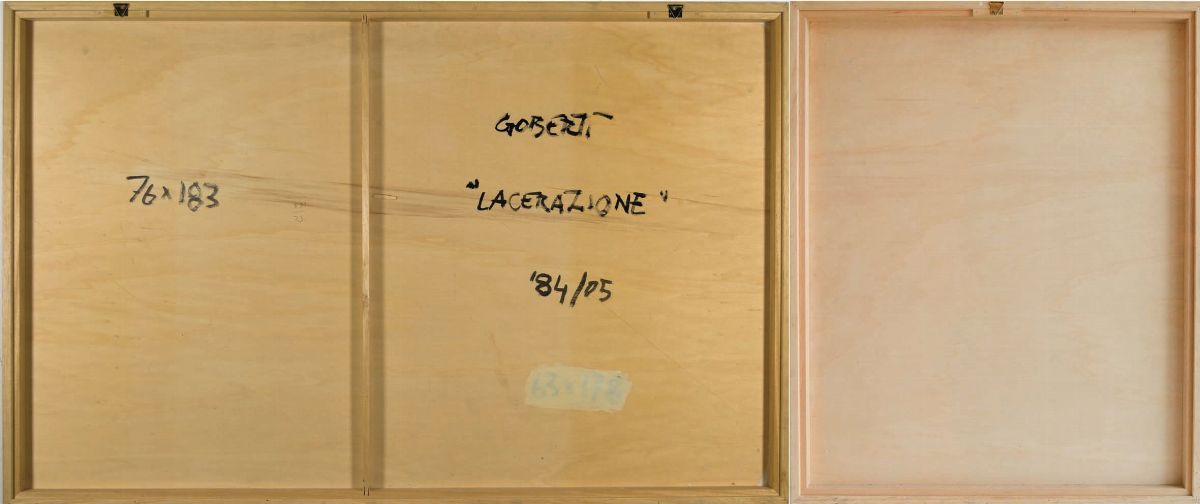 76x183
GOBERTI
"LACERAZIONE"
'84/05
63x178